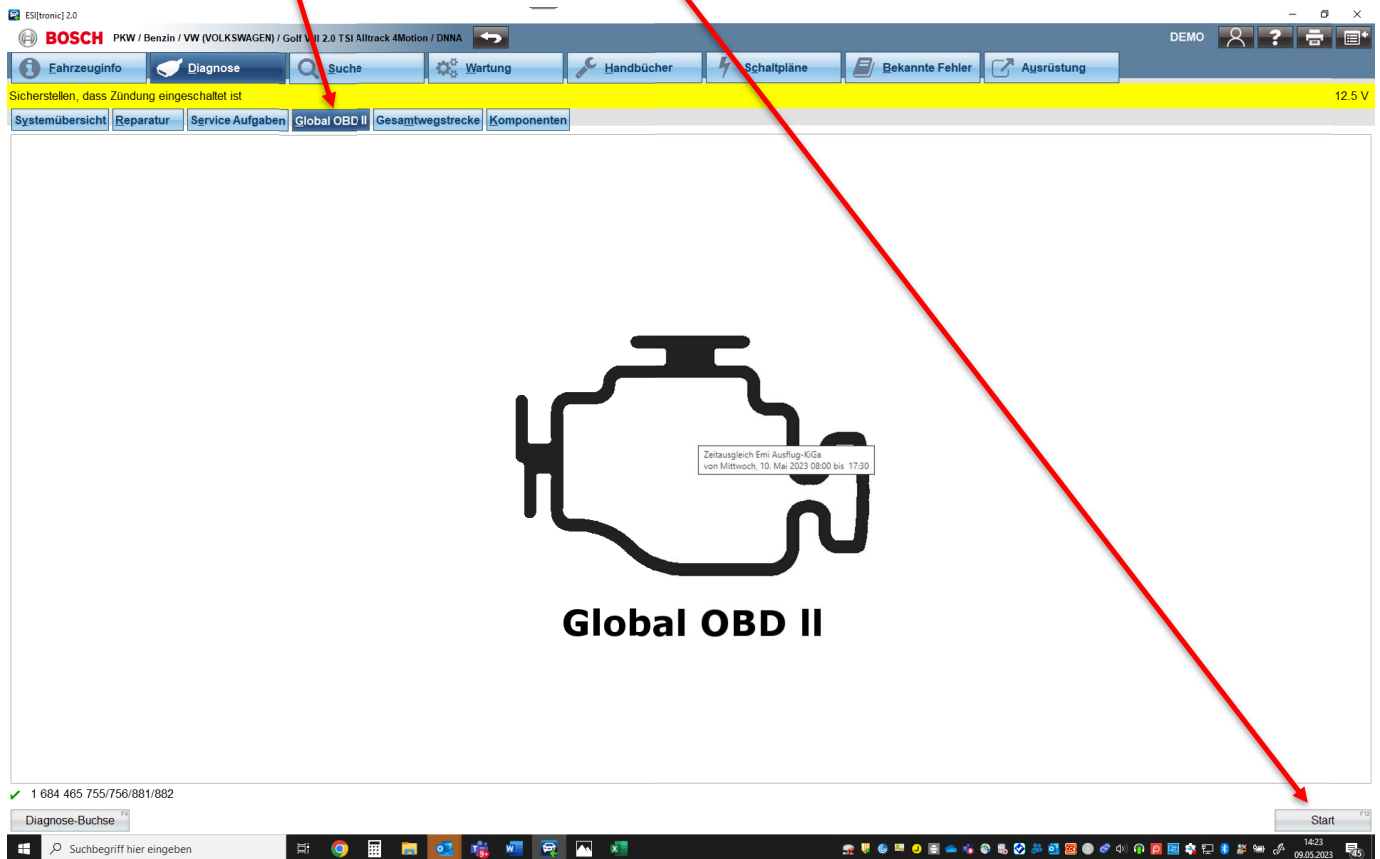 ESI[tronic] 2.0
BOSCH PKW / Benzin / VW (VOLKSWAGEN) / Golf VIII 2.0 TSI Alltrack 4Motion / DNNA
DEMO ?
Fahrzeuginfo Diagnose Suche Wartung Handbücher Schaltpläne Bekannte Fehler Ausrüstung
Sicherstellen, dass Zündung eingeschaltet ist 12.5 V
Systemübersicht Reparatur Service Aufgaben Global OBD II Gesamtwegstrecke Komponenten
Zeitausgleich Emi Ausflug-KiGa
von Mittwoch, 10. Mai 2023 08:00 bis 17:30
Global OBD II
1 684 465 755/756/881/882
Diagnose-Buchse F4 Start F12
Suchbegriff hier eingeben
14:23
09.05.2023
45